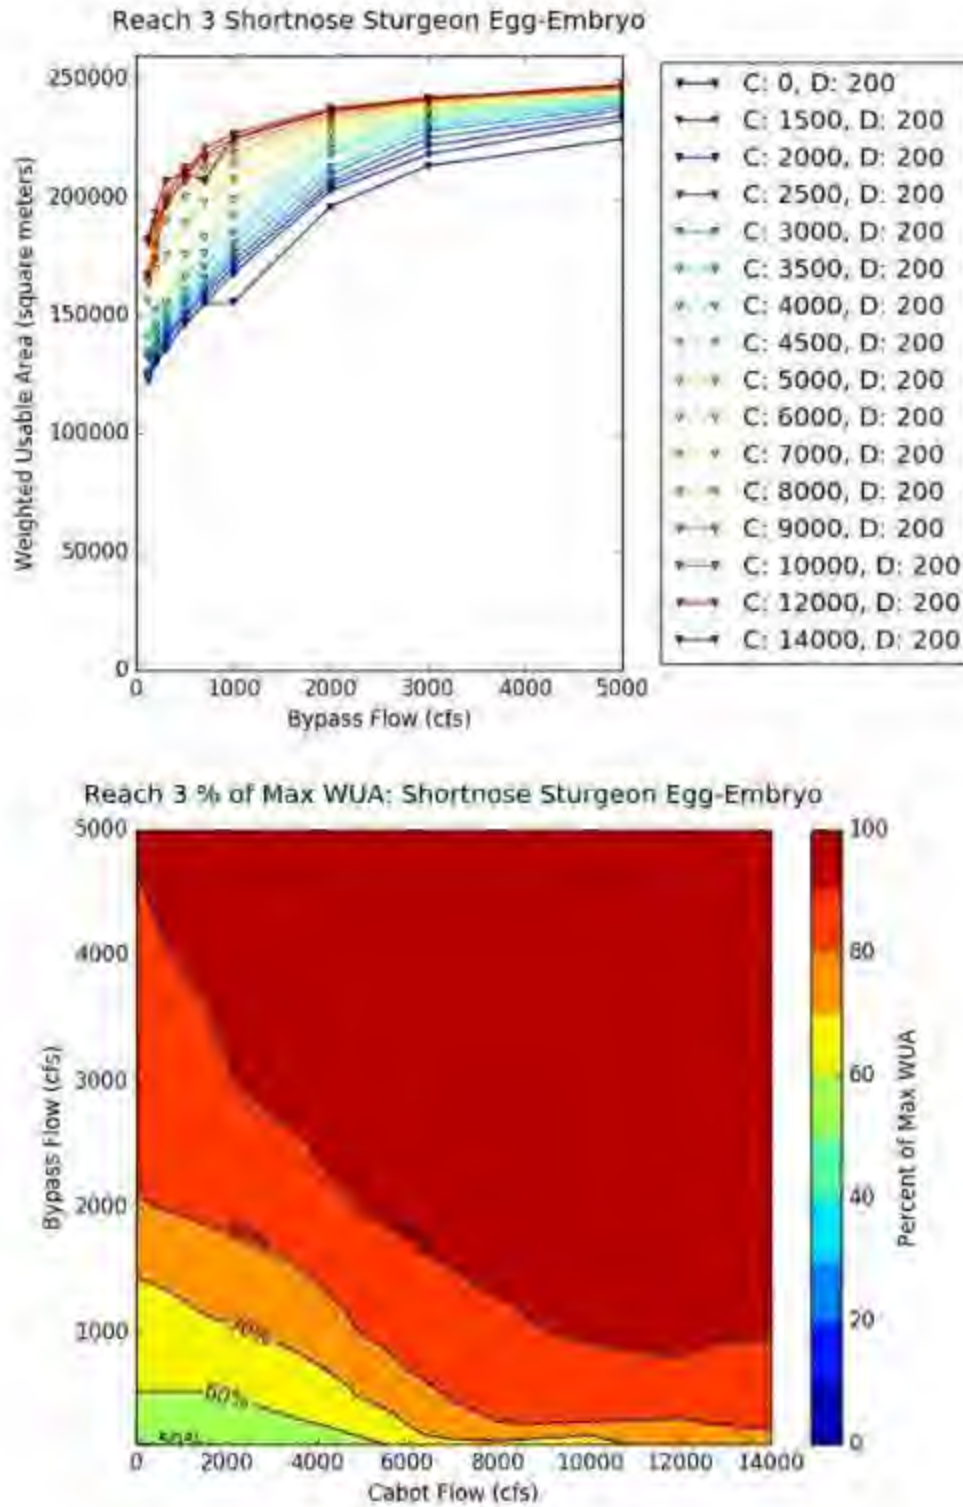 Reach 3 Shortnose Sturgeon Egg-Embryo
Weighted Usable Area (square meters)
250000
200000
150000
100000
50000
0
0 1000 2000 3000 4000 5000
Bypass Flow (cfs)
C: 0, D: 200
C: 1500, D: 200
C: 2000, D: 200
C: 2500, D: 200
C: 3000, D: 200
C: 3500, D: 200
C: 4000, D: 200
C: 4500, D: 200
C: 5000, D: 200
C: 6000, D: 200
C: 7000, D: 200
C: 8000, D: 200
C: 9000, D: 200
C: 10000, D: 200
C: 12000, D: 200
C: 14000, D: 200
Reach 3 % of Max WUA: Shortnose Sturgeon Egg-Embryo
Bypass Flow (cfs)
5000
4000
3000
2000
1000
70%
60%
0 2000 4000 6000 8000 10000 12000 14000
Cabot Flow (cfs)
100
80
60
40
20
0
Percent of Max WUA